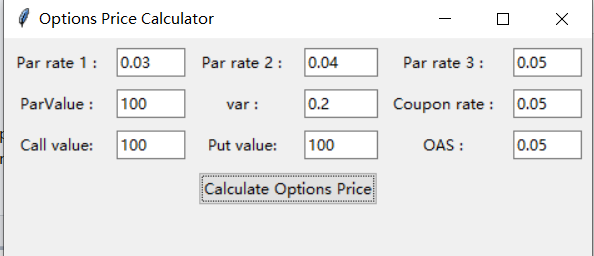 Options Price Calculator
Par rate 1 : 0.03 Par rate 2 : 0.04 Par rate 3 : 0.05
ParValue : 100 var : 0.2 Coupon rate : 0.05
Call value: 100 Put value: 100 OAS : 0.05
Calculate Options Price